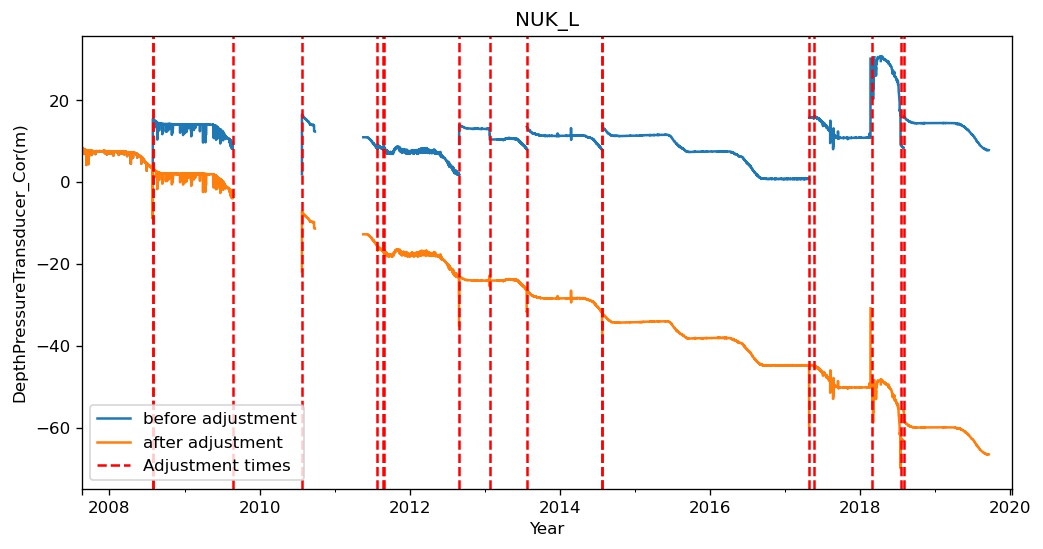 NUK_L
DepthPressureTransducer_Cor(m)
20
0
−20
−40
−60
before adjustment
after adjustment
Adjustment times
2008 2010 2012 2014 2016 2018 2020
Year